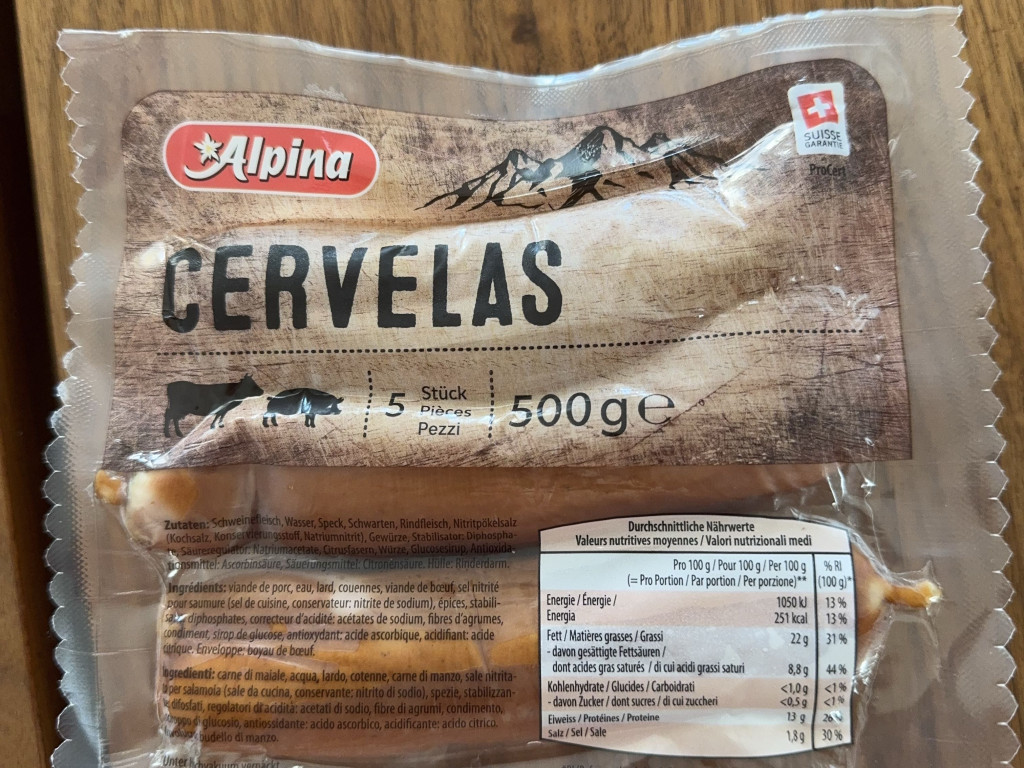 Alpina
SUISSE
GARANTIE
ProCert
CERVELAS
5 Stück
Pièces
Pezzi
500g e
Zutaten: Schweinefleisch, Wasser, Speck, Schwarten, Rindfleisch, Nitritpökelsalz
(Kochsalz, Konservierungsstoff, Natriumnitrit), Gewürze, Stabilisator: Diphospha-
te, Säureregulator: Natriumacetate, Citrusfasern, Würze, Glucosesirup, Antioxida-
tionsmittel: Ascorbinsäure, Säuerungsmittel: Citronensäure. Hülle: Rinderdarm.
Ingrédients: viande de porc, eau, lard, couennes, viande de bœuf, sel nitrité
pour saumure (sel de cuisine, conservateur: nitrite de sodium), épices, stabili-
diphosphates, correcteur d'acidité: acétates de sodium, fibres d'agrumes,
condiment, sirop de glucose, antioxydant: acide ascorbique, acidifiant: acide
citrique. Enveloppe: boyau de bœuf.
Ingredienti: carne di maiale, acqua, lardo, cotenne, carne di manzo, sale nitrita-
per salamoia (sale da cucina, conservante: nitrito di sodio), spezie, stabilizzan-
difosfati, regolatori di acidità: acetati di sodio, fibre di agrumi, condimento,
sciroppo di glucosio, antiossidante: acido ascorbico, acidificante: acido citrico.
budello di manzo.
Unter verpackt
Durchschnittliche Nährwerte
Valeurs nutritives moyennes / Valori nutrizionali medi
Pro 100 g / Pour 100 g / Per 100 g % RI
(= Pro Portion / Par portion / Per porzione)** (100 g)*
Energie / Énergie / 1050 kJ 13 %
Energia 251 kcal 13 %
Fett / Matières grasses / Grassi 22 g 31 %
- davon gesättigte Fettsäuren /
dont acides gras saturés / di cui acidi grassi saturi 8,8 g 44 %
Kohlenhydrate / Glucides / Carboidrati <1,0 g <1 %
- davon Zucker / dont sucres / di cui zuccheri <0,5 g <1 %
Eiweiss / Protéines / Proteine 13 g 26 %
Salz / Sel / Sale 1,8 g 30 %